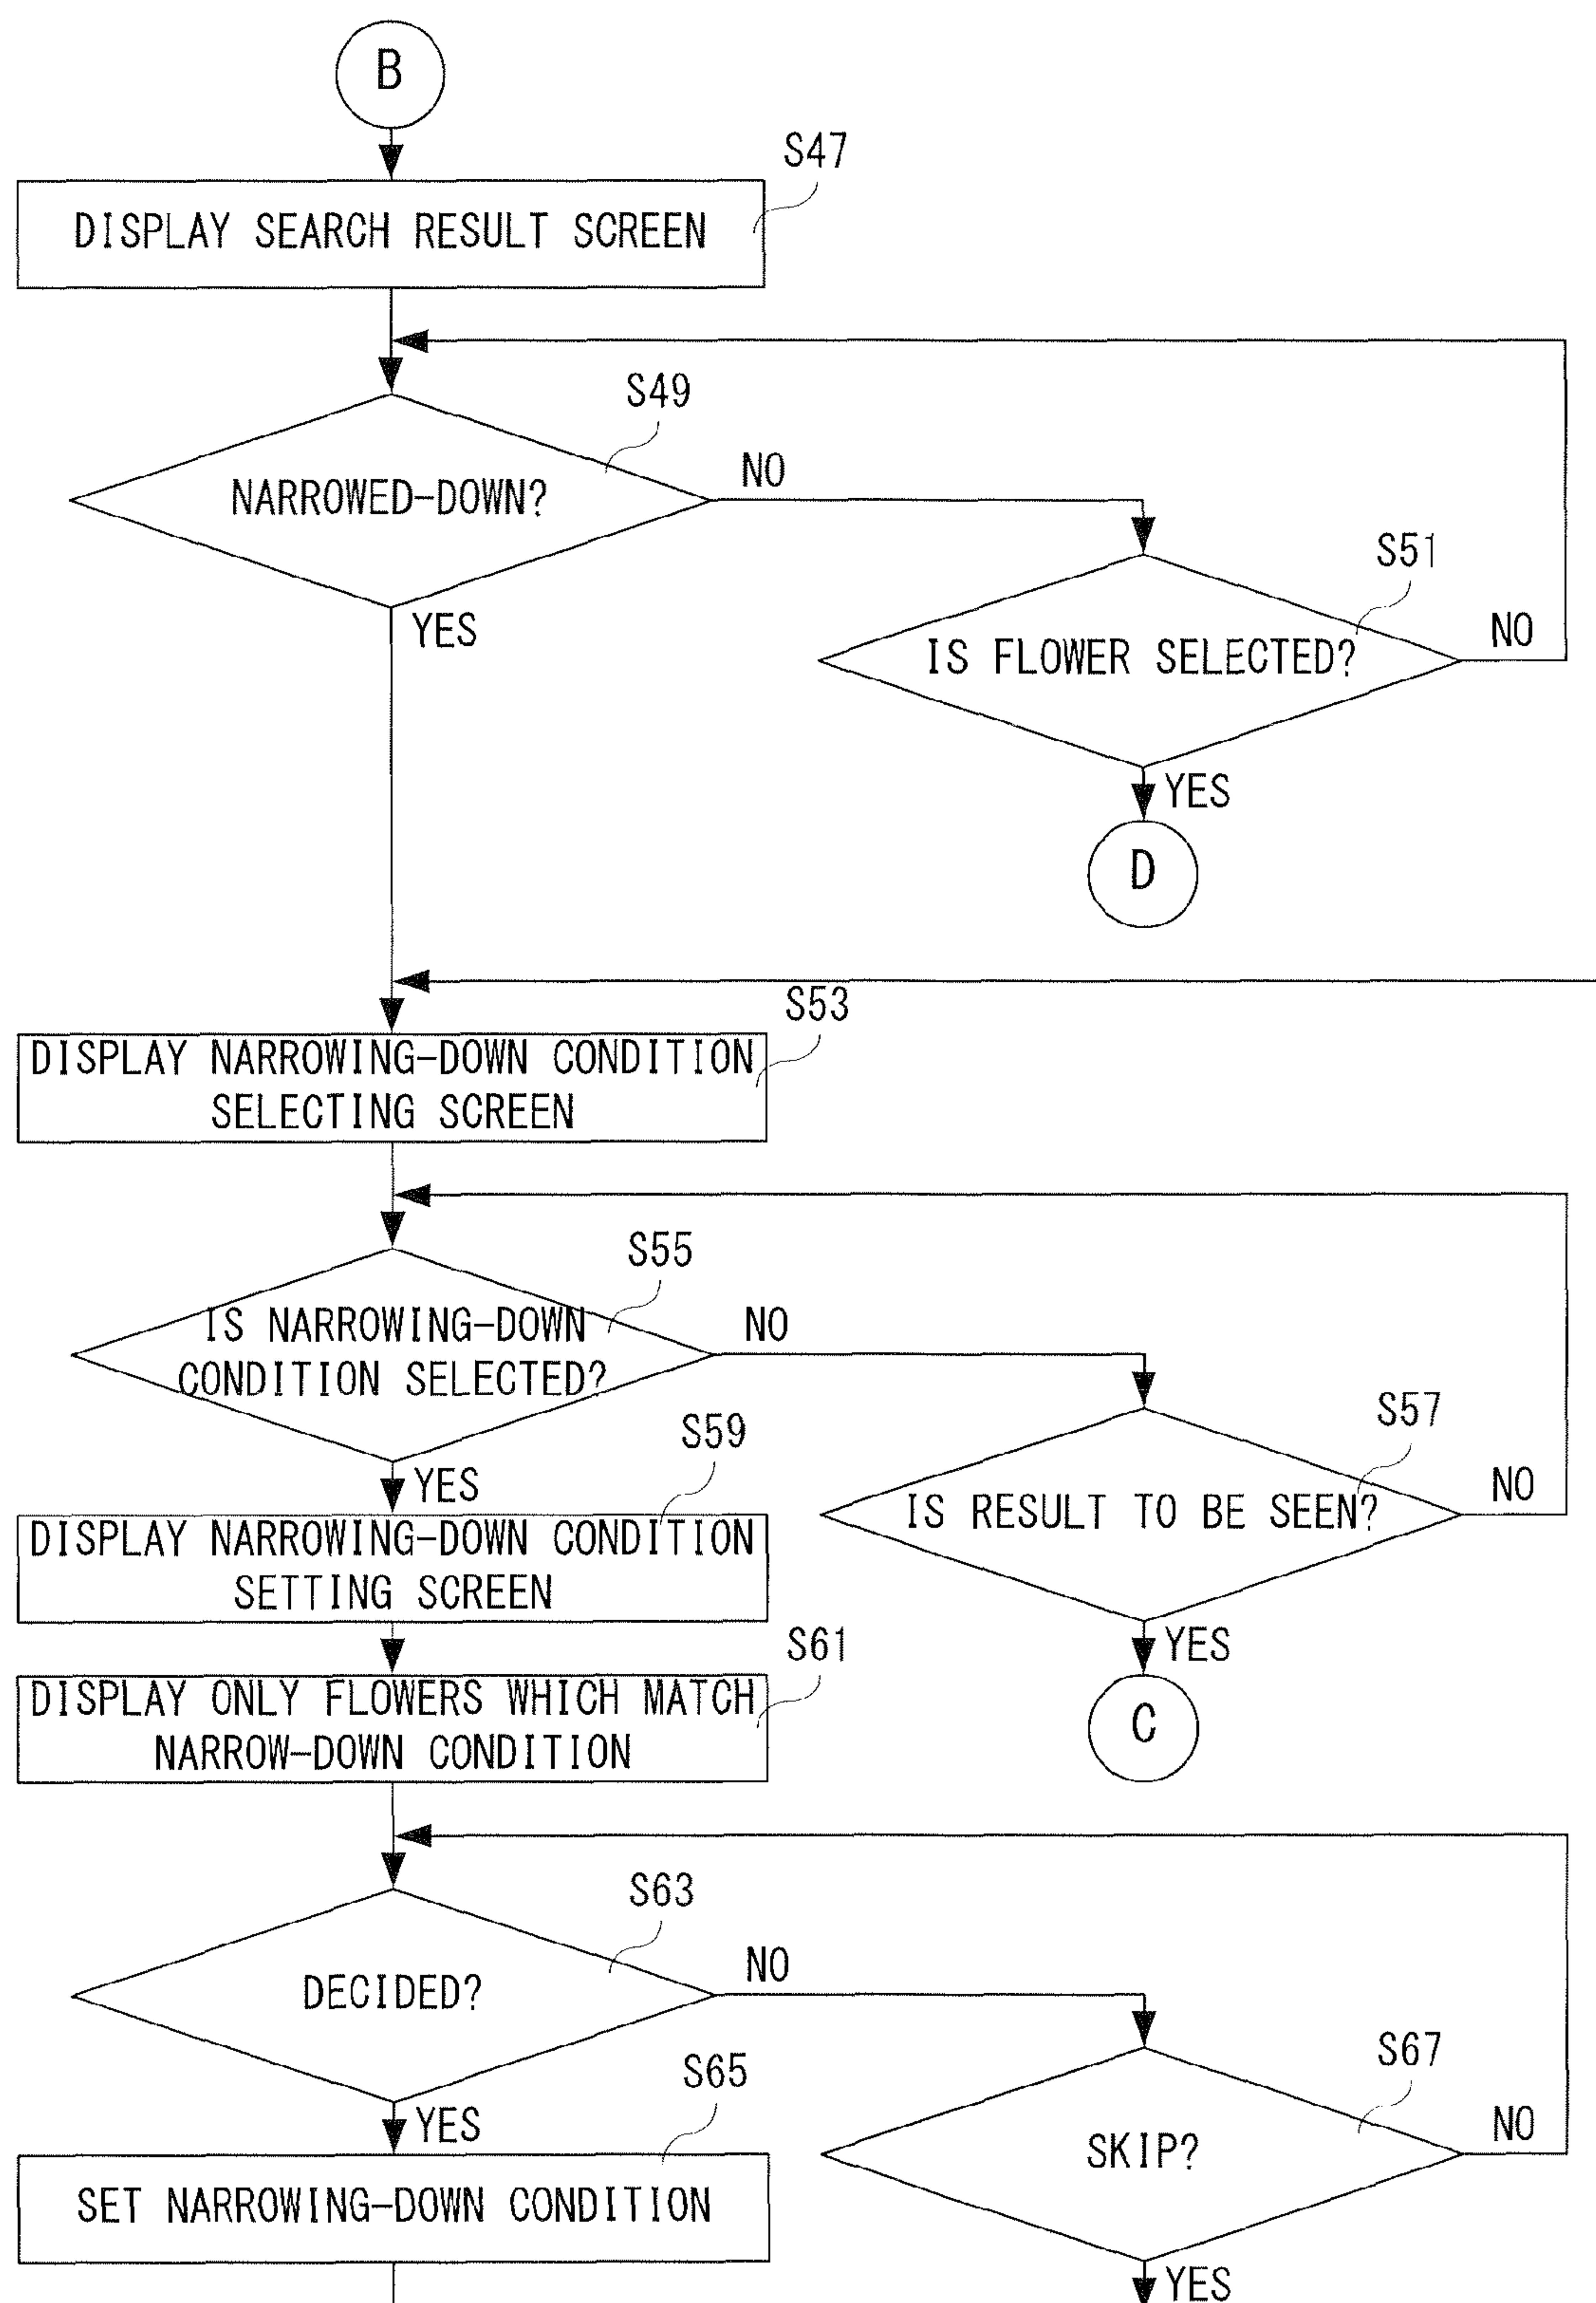 B
S47
DISPLAY SEARCH RESULT SCREEN
S49
NARROWED-DOWN?
NO
YES
S51
IS FLOWER SELECTED?
NO
YES
D
S53
DISPLAY NARROWING-DOWN CONDITION
SELECTING SCREEN
S55
IS NARROWING-DOWN
CONDITION SELECTED?
NO
YES
S57
IS RESULT TO BE SEEN?
NO
YES
C
S59
DISPLAY NARROWING-DOWN CONDITION
SETTING SCREEN
S61
DISPLAY ONLY FLOWERS WHICH MATCH
NARROW-DOWN CONDITION
S63
DECIDED?
NO
YES
S65
SET NARROWING-DOWN CONDITION
S67
SKIP?
NO
YES